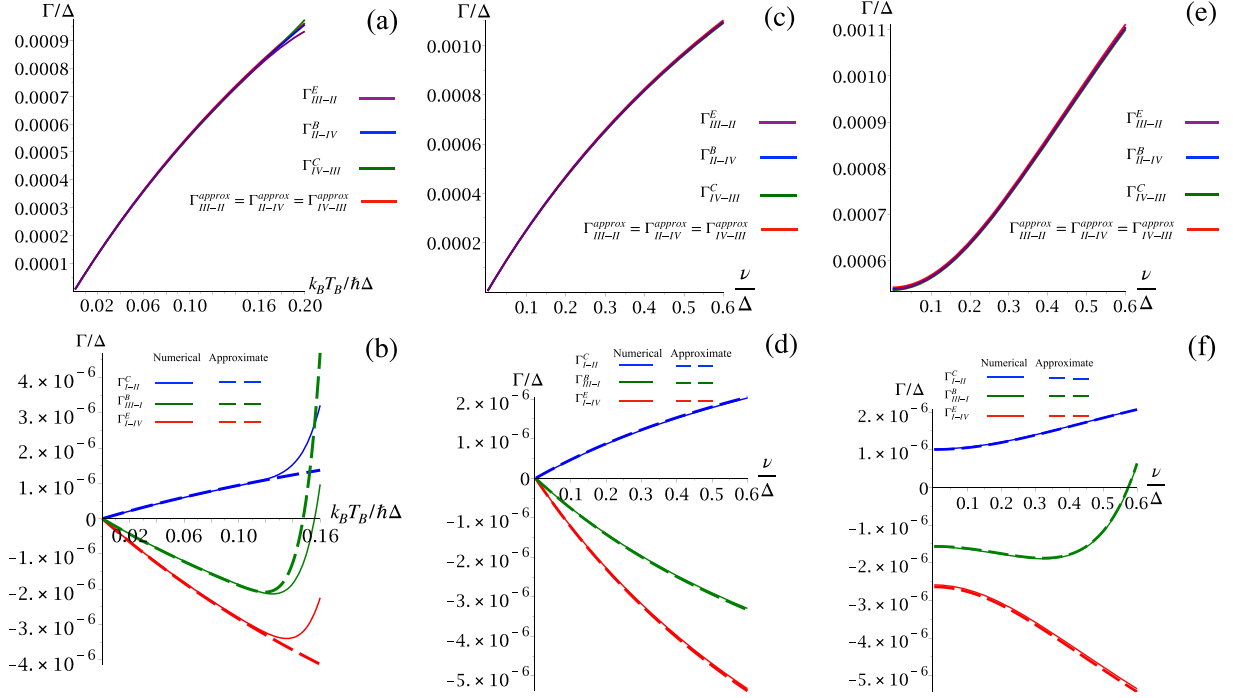 Γ/Δ
(a)
0.0009
0.0008
0.0007
0.0006
0.0005
0.0004
0.0003
0.0002
0.0001
0.02 0.06 0.10 0.16 0.20
k_B T_B/ℏΔ
Γ^E_{III–II}
Γ^B_{II–IV}
Γ^C_{IV–III}
Γ^{approx}_{III–II} = Γ^{approx}_{II–IV} = Γ^{approx}_{IV–III}
Γ/Δ
(c)
0.0010
0.0008
0.0006
0.0004
0.0002
0 0.1 0.2 0.3 0.4 0.5 0.6
ν/Δ
Γ^E_{III–II}
Γ^B_{II–IV}
Γ^C_{IV–III}
Γ^{approx}_{III–II} = Γ^{approx}_{II–IV} = Γ^{approx}_{IV–III}
Γ/Δ
(e)
0.0011
0.0010
0.0009
0.0008
0.0007
0.0006
0.1 0.2 0.3 0.4 0.5 0.6
ν/Δ
Γ^E_{III–II}
Γ^B_{II–IV}
Γ^C_{IV–III}
Γ^{approx}_{III–II} = Γ^{approx}_{II–IV} = Γ^{approx}_{IV–III}
Γ/Δ
(b)
Numerical Approximate
Γ^C_{I–II}
Γ^B_{III–I}
Γ^E_{I–IV}
4. × 10^{–6}
3. × 10^{–6}
2. × 10^{–6}
1. × 10^{–6}
0
–1. × 10^{–6}
–2. × 10^{–6}
–3. × 10^{–6}
–4. × 10^{–6}
0.02 0.06 0.10 0.16
k_B T_B/ℏΔ
(d)
Numerical Approximate
Γ^C_{I–II}
Γ^B_{III–I}
Γ^E_{I–IV}
Γ/Δ
2. × 10^{–6}
1. × 10^{–6}
0
–1. × 10^{–6}
–2. × 10^{–6}
–3. × 10^{–6}
–4. × 10^{–6}
–5. × 10^{–6}
0.1 0.2 0.3 0.4 0.5 0.6
ν/Δ
(f)
Numerical Approximate
Γ^C_{I–II}
Γ^B_{III–I}
Γ^E_{I–IV}
Γ/Δ
2. × 10^{–6}
1. × 10^{–6}
0
–1. × 10^{–6}
–2. × 10^{–6}
–3. × 10^{–6}
–4. × 10^{–6}
–5. × 10^{–6}
0.1 0.2 0.3 0.4 0.5 0.6
ν/Δ